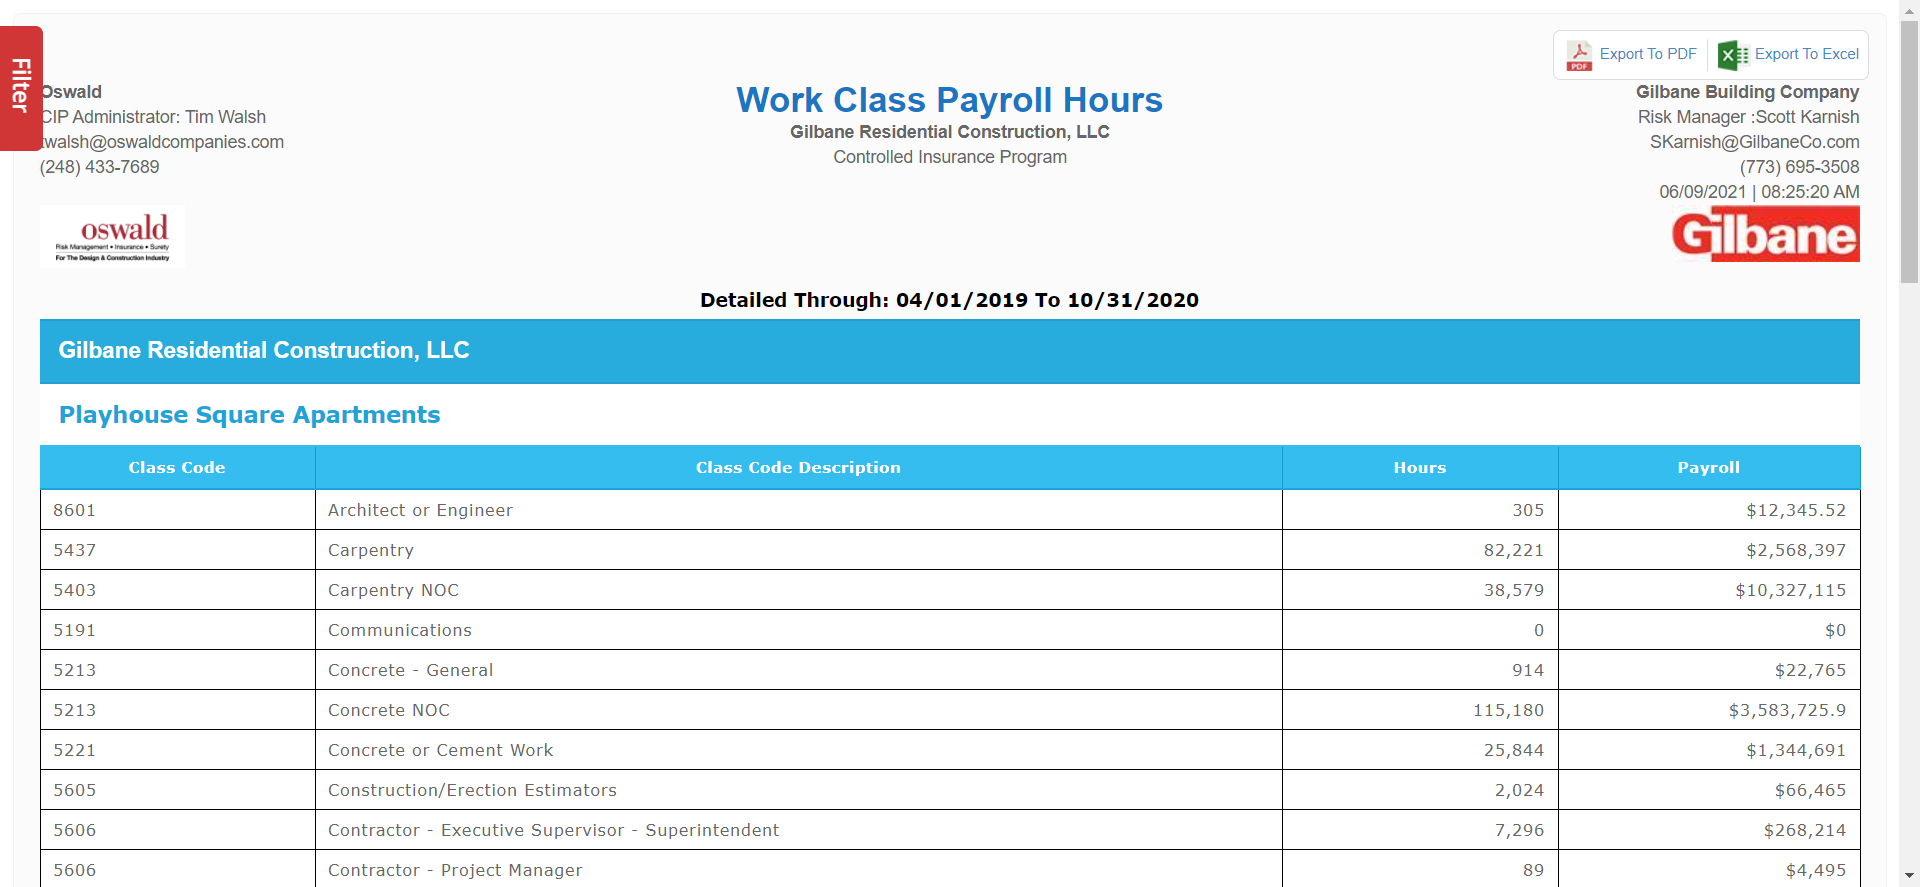 Filter
Export To PDF
Export To Excel
Oswald
CIP Administrator: Tim Walsh
twalsh@oswaldcompanies.com
(248) 433-7689
oswald
Risk Management • Insurance • Surety
For The Design & Construction Industry
Work Class Payroll Hours
Gilbane Residential Construction, LLC
Controlled Insurance Program
Gilbane Building Company
Risk Manager :Scott Karnish
SKarnish@GilbaneCo.com
(773) 695-3508
06/09/2021 | 08:25:20 AM
Gilbane
Detailed Through: 04/01/2019 To 10/31/2020
Gilbane Residential Construction, LLC
Playhouse Square Apartments
Class Code Class Code Description Hours Payroll
8601 Architect or Engineer 305 $12,345.52
5437 Carpentry 82,221 $2,568,397
5403 Carpentry NOC 38,579 $10,327,115
5191 Communications 0 $0
5213 Concrete - General 914 $22,765
5213 Concrete NOC 115,180 $3,583,725.9
5221 Concrete or Cement Work 25,844 $1,344,691
5605 Construction/Erection Estimators 2,024 $66,465
5606 Contractor - Executive Supervisor - Superintendent 7,296 $268,214
5606 Contractor - Project Manager 89 $4,495